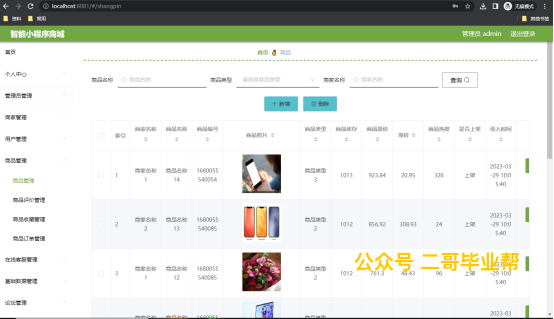 localhost:8081/#/shangpin
无痕模式
资料 常用
其他书签
智能小程序商城
管理员 admin 退出登录
首页
首页 商品
个人中心
商品名称 商品名称 商品类型 请选择商品类型 商家名称 商家名称 查询
管理员管理
+ 新增 删除
商家管理
用户管理
索引 商家名称 商品名称 商品编号 商品照片 商品类型 商品库存 商品原价 现价 商品热度 是否上架 录入时间
商品管理
商品管理
商品评价管理
商品收藏管理
商品订单管理
在线客服管理
基础数据管理
论坛管理
1 商家名称1 商品名称14 1680055540054 商品类型3 1013 923.84 20.95 326 上架 2023-03-29 10:05:40
2 商家名称1 商品名称13 1680055540085 商品类型2 1012 856.92 308.93 24 上架 2023-03-29 10:05:40
3 商家名称1 商品名称12 1680055540085 商品类型2 1012 761.3 48.43 96 上架 2023-03-29 10:05:40
公众号 二哥毕业帮